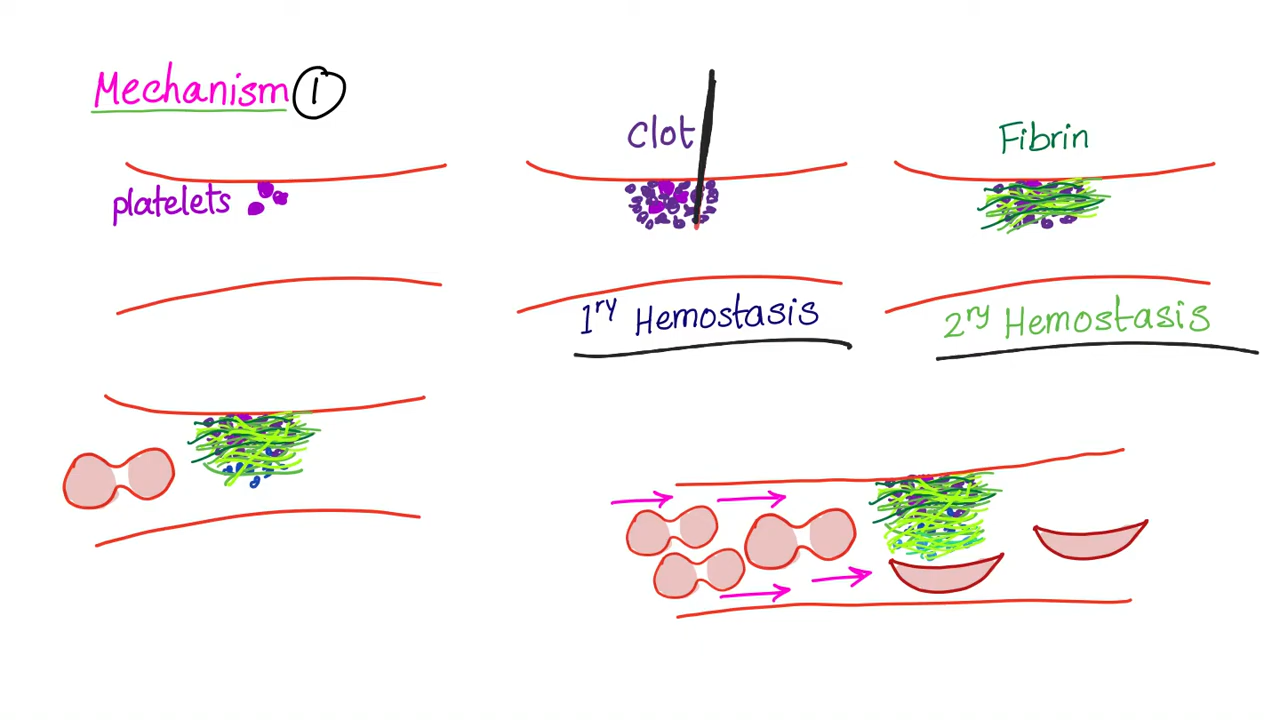 Mechanism 1
platelets
Clot
Fibrin
1ry Hemostasis
2ry Hemostasis